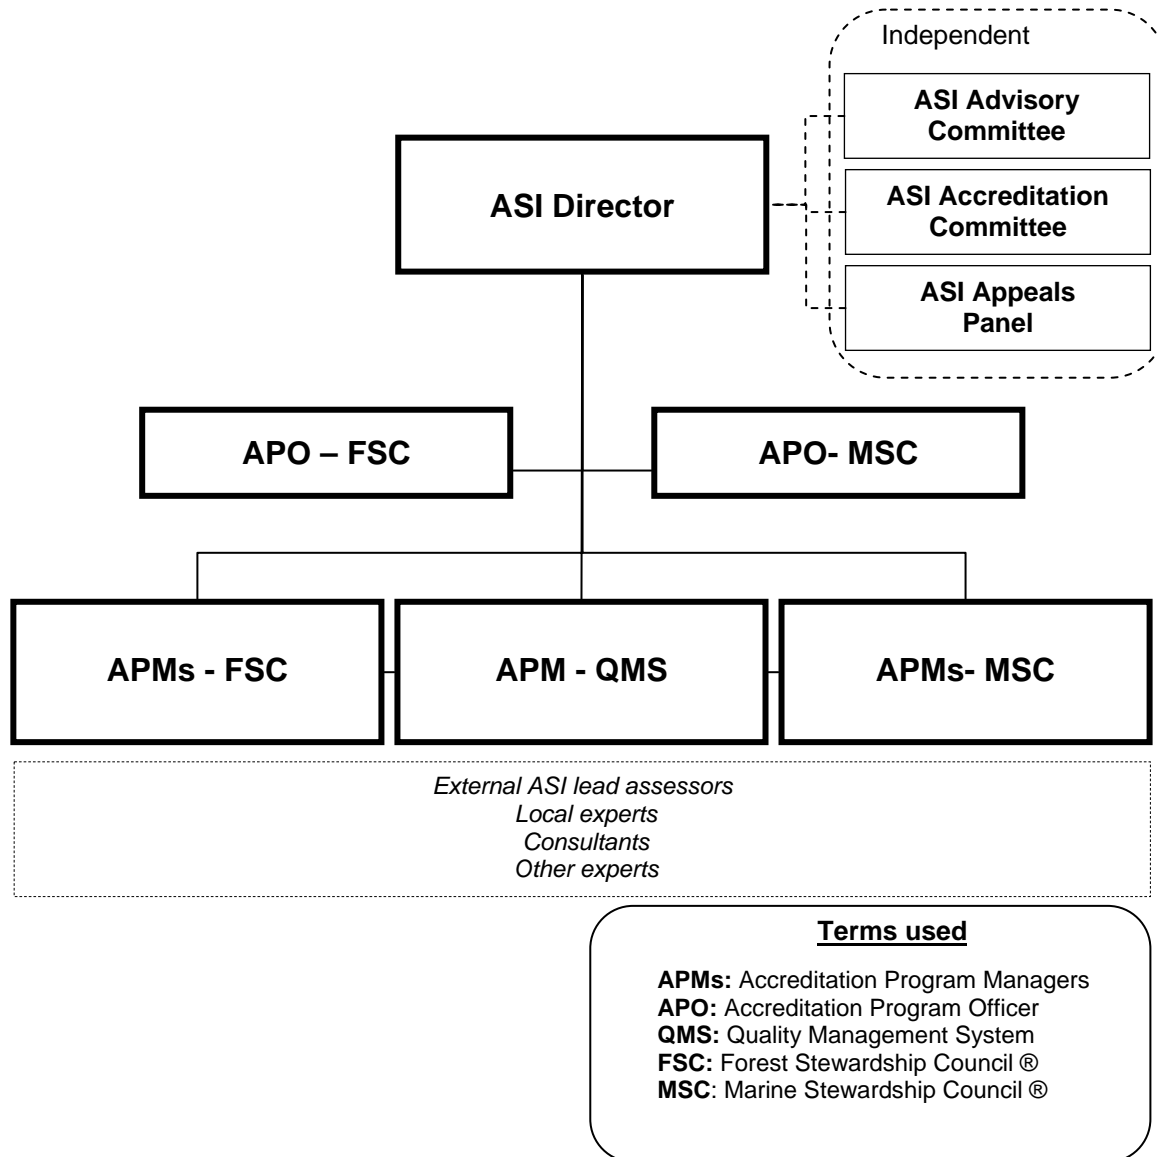 Independent
ASI Advisory
Committee
ASI Director
ASI Accreditation
Committee
ASI Appeals
Panel
APO – FSC
APO- MSC
APMs - FSC
APM - QMS
APMs- MSC
External ASI lead assessors
Local experts
Consultants
Other experts
Terms used
APMs: Accreditation Program Managers
APO: Accreditation Program Officer
QMS: Quality Management System
FSC: Forest Stewardship Council ®
MSC: Marine Stewardship Council ®